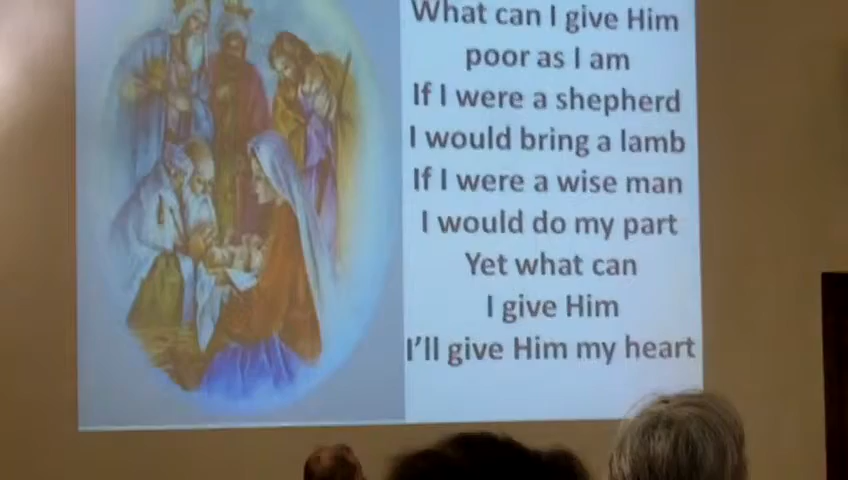 What can I give Him
poor as I am
If I were a shepherd
I would bring a lamb
If I were a wise man
I would do my part
Yet what can
I give Him
I'll give Him my heart